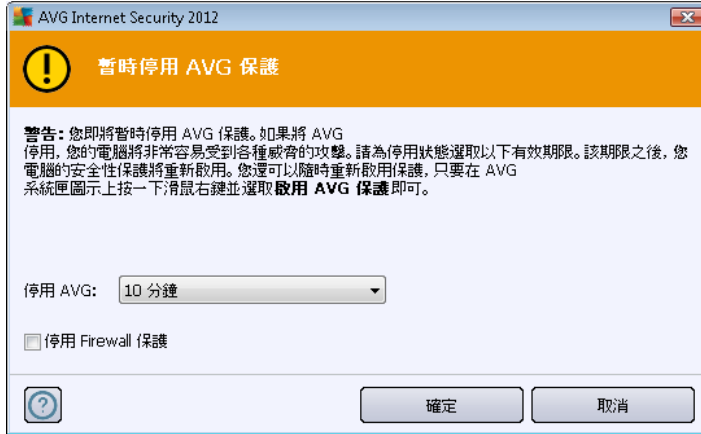 AVG Internet Security 2012
暫時停用 AVG 保護
警告: 您即將暫時停用 AVG 保護。如果將 AVG
停用, 您的電腦將非常容易受到各種威脅的攻擊。請為停用狀態選取以下有效期限。該期限之後, 您
電腦的安全性保護將重新啟用。您還可以隨時重新啟用保護, 只要在 AVG
系統匣圖示上按一下滑鼠右鍵並選取啟用 AVG 保護即可。
停用 AVG:
10 分鐘
停用 Firewall 保護
確定
取消